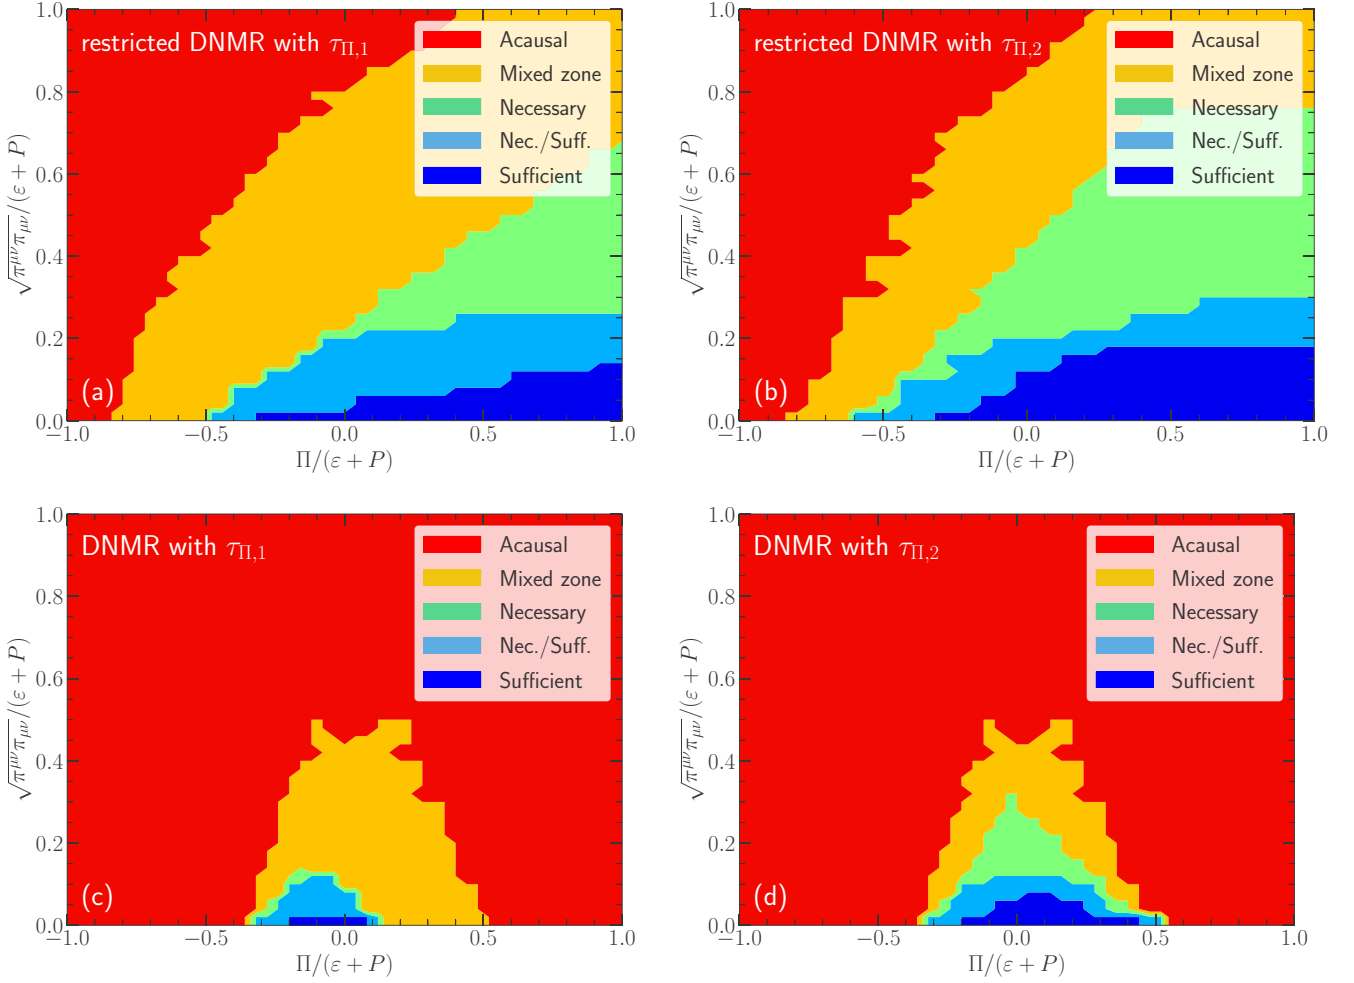 restricted DNMR with τ_Π,1
Acausal
Mixed zone
Necessary
Nec./Suff.
Sufficient
(a)
1.0
0.8
0.6
0.4
0.2
0.0
√π^μν π_μν/(ε + P)
−1.0
−0.5
0.0
0.5
1.0
Π/(ε + P)
restricted DNMR with τ_Π,2
Acausal
Mixed zone
Necessary
Nec./Suff.
Sufficient
(b)
1.0
0.8
0.6
0.4
0.2
0.0
√π^μν π_μν/(ε + P)
−1.0
−0.5
0.0
0.5
1.0
Π/(ε + P)
DNMR with τ_Π,1
Acausal
Mixed zone
Necessary
Nec./Suff.
Sufficient
(c)
1.0
0.8
0.6
0.4
0.2
0.0
√π^μν π_μν/(ε + P)
−1.0
−0.5
0.0
0.5
1.0
Π/(ε + P)
DNMR with τ_Π,2
Acausal
Mixed zone
Necessary
Nec./Suff.
Sufficient
(d)
1.0
0.8
0.6
0.4
0.2
0.0
√π^μν π_μν/(ε + P)
−1.0
−0.5
0.0
0.5
1.0
Π/(ε + P)